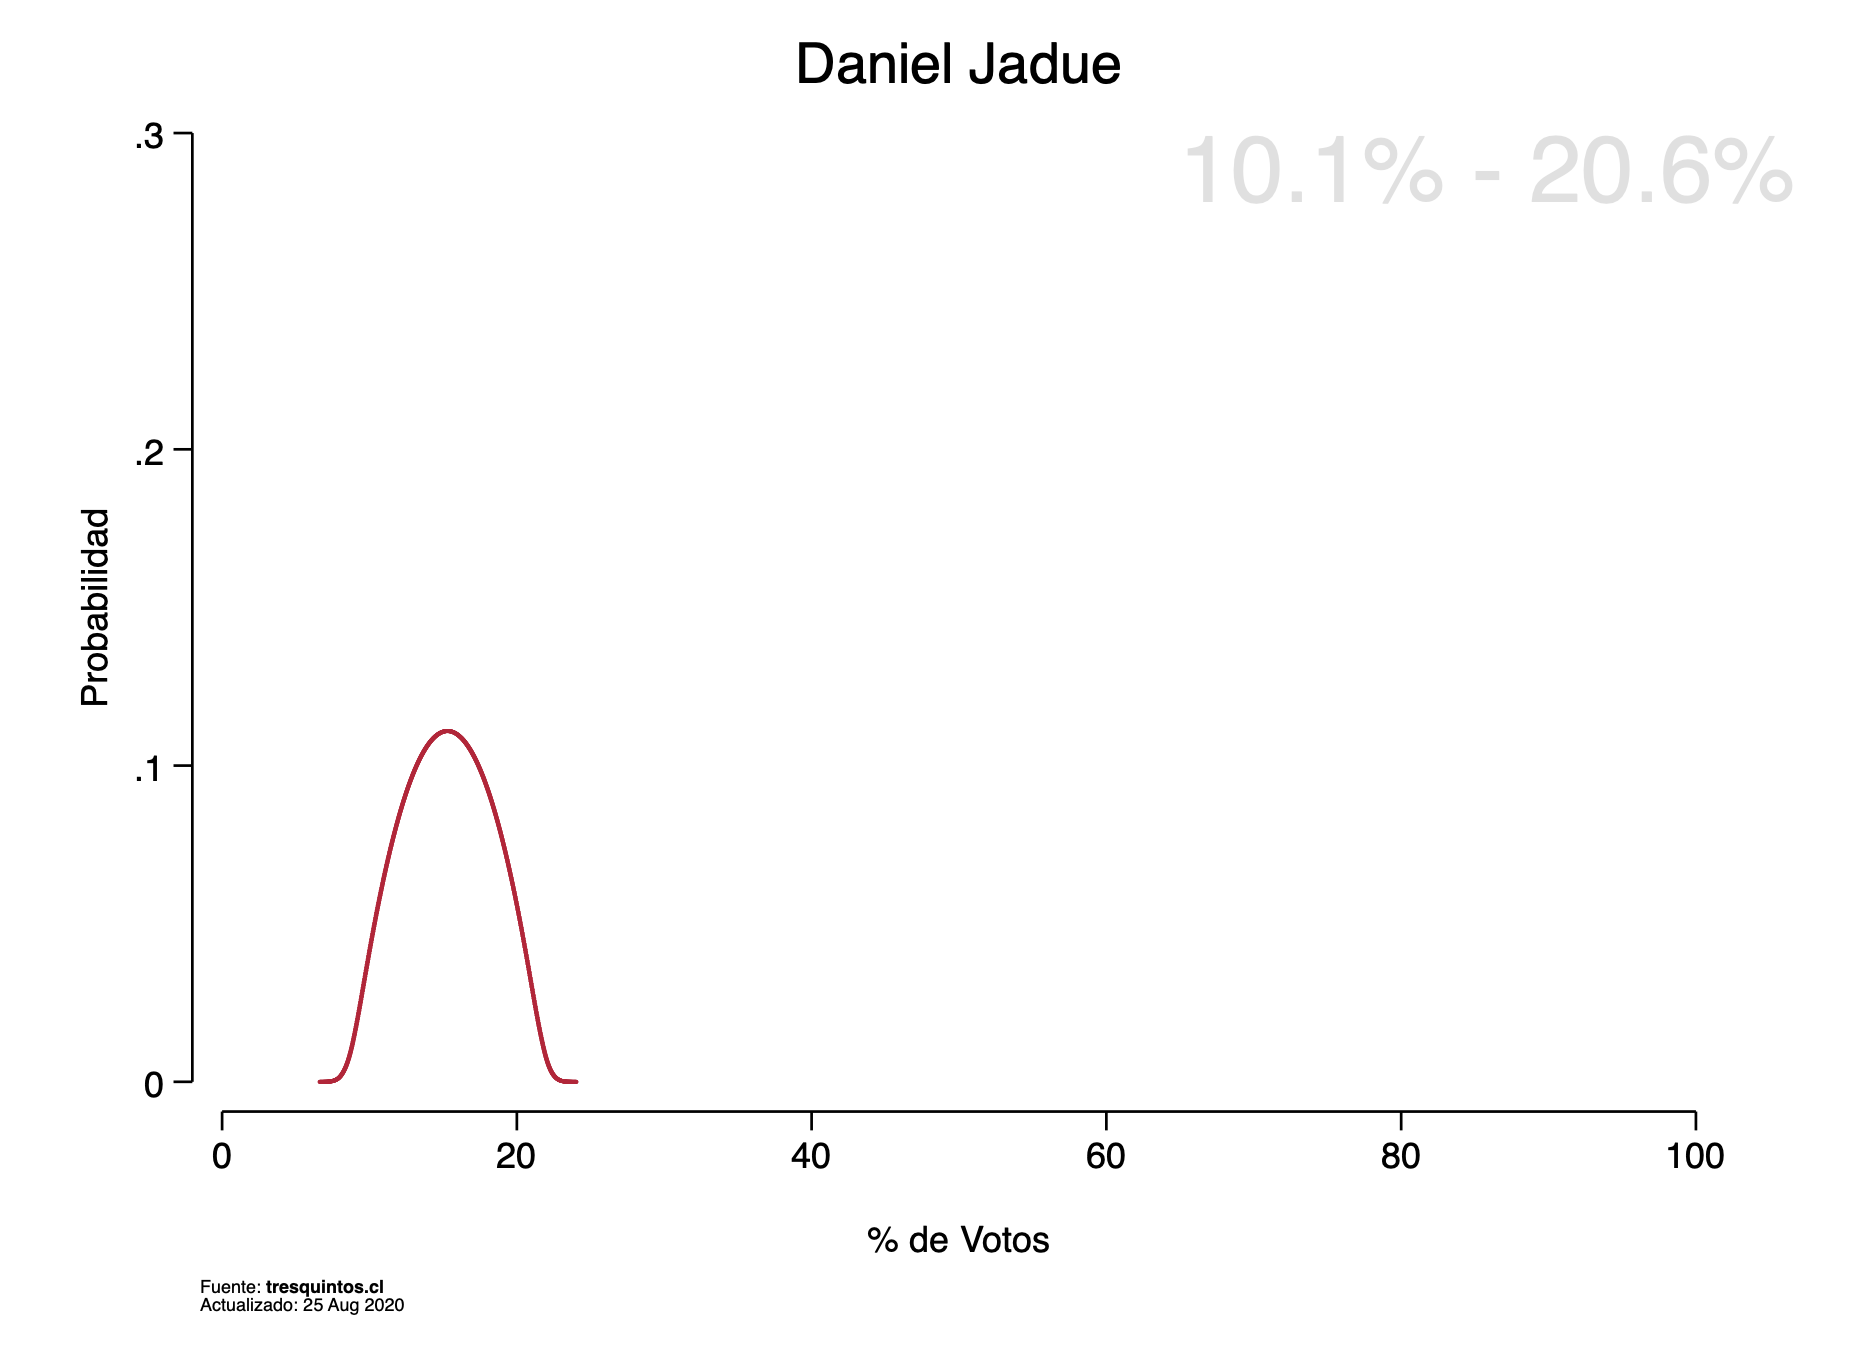 Daniel Jadue
10.1% - 20.6%
.3
.2
.1
0
Probabilidad
0 20 40 60 80 100
% de Votos
Fuente: tresquintos.cl
Actualizado: 25 Aug 2020